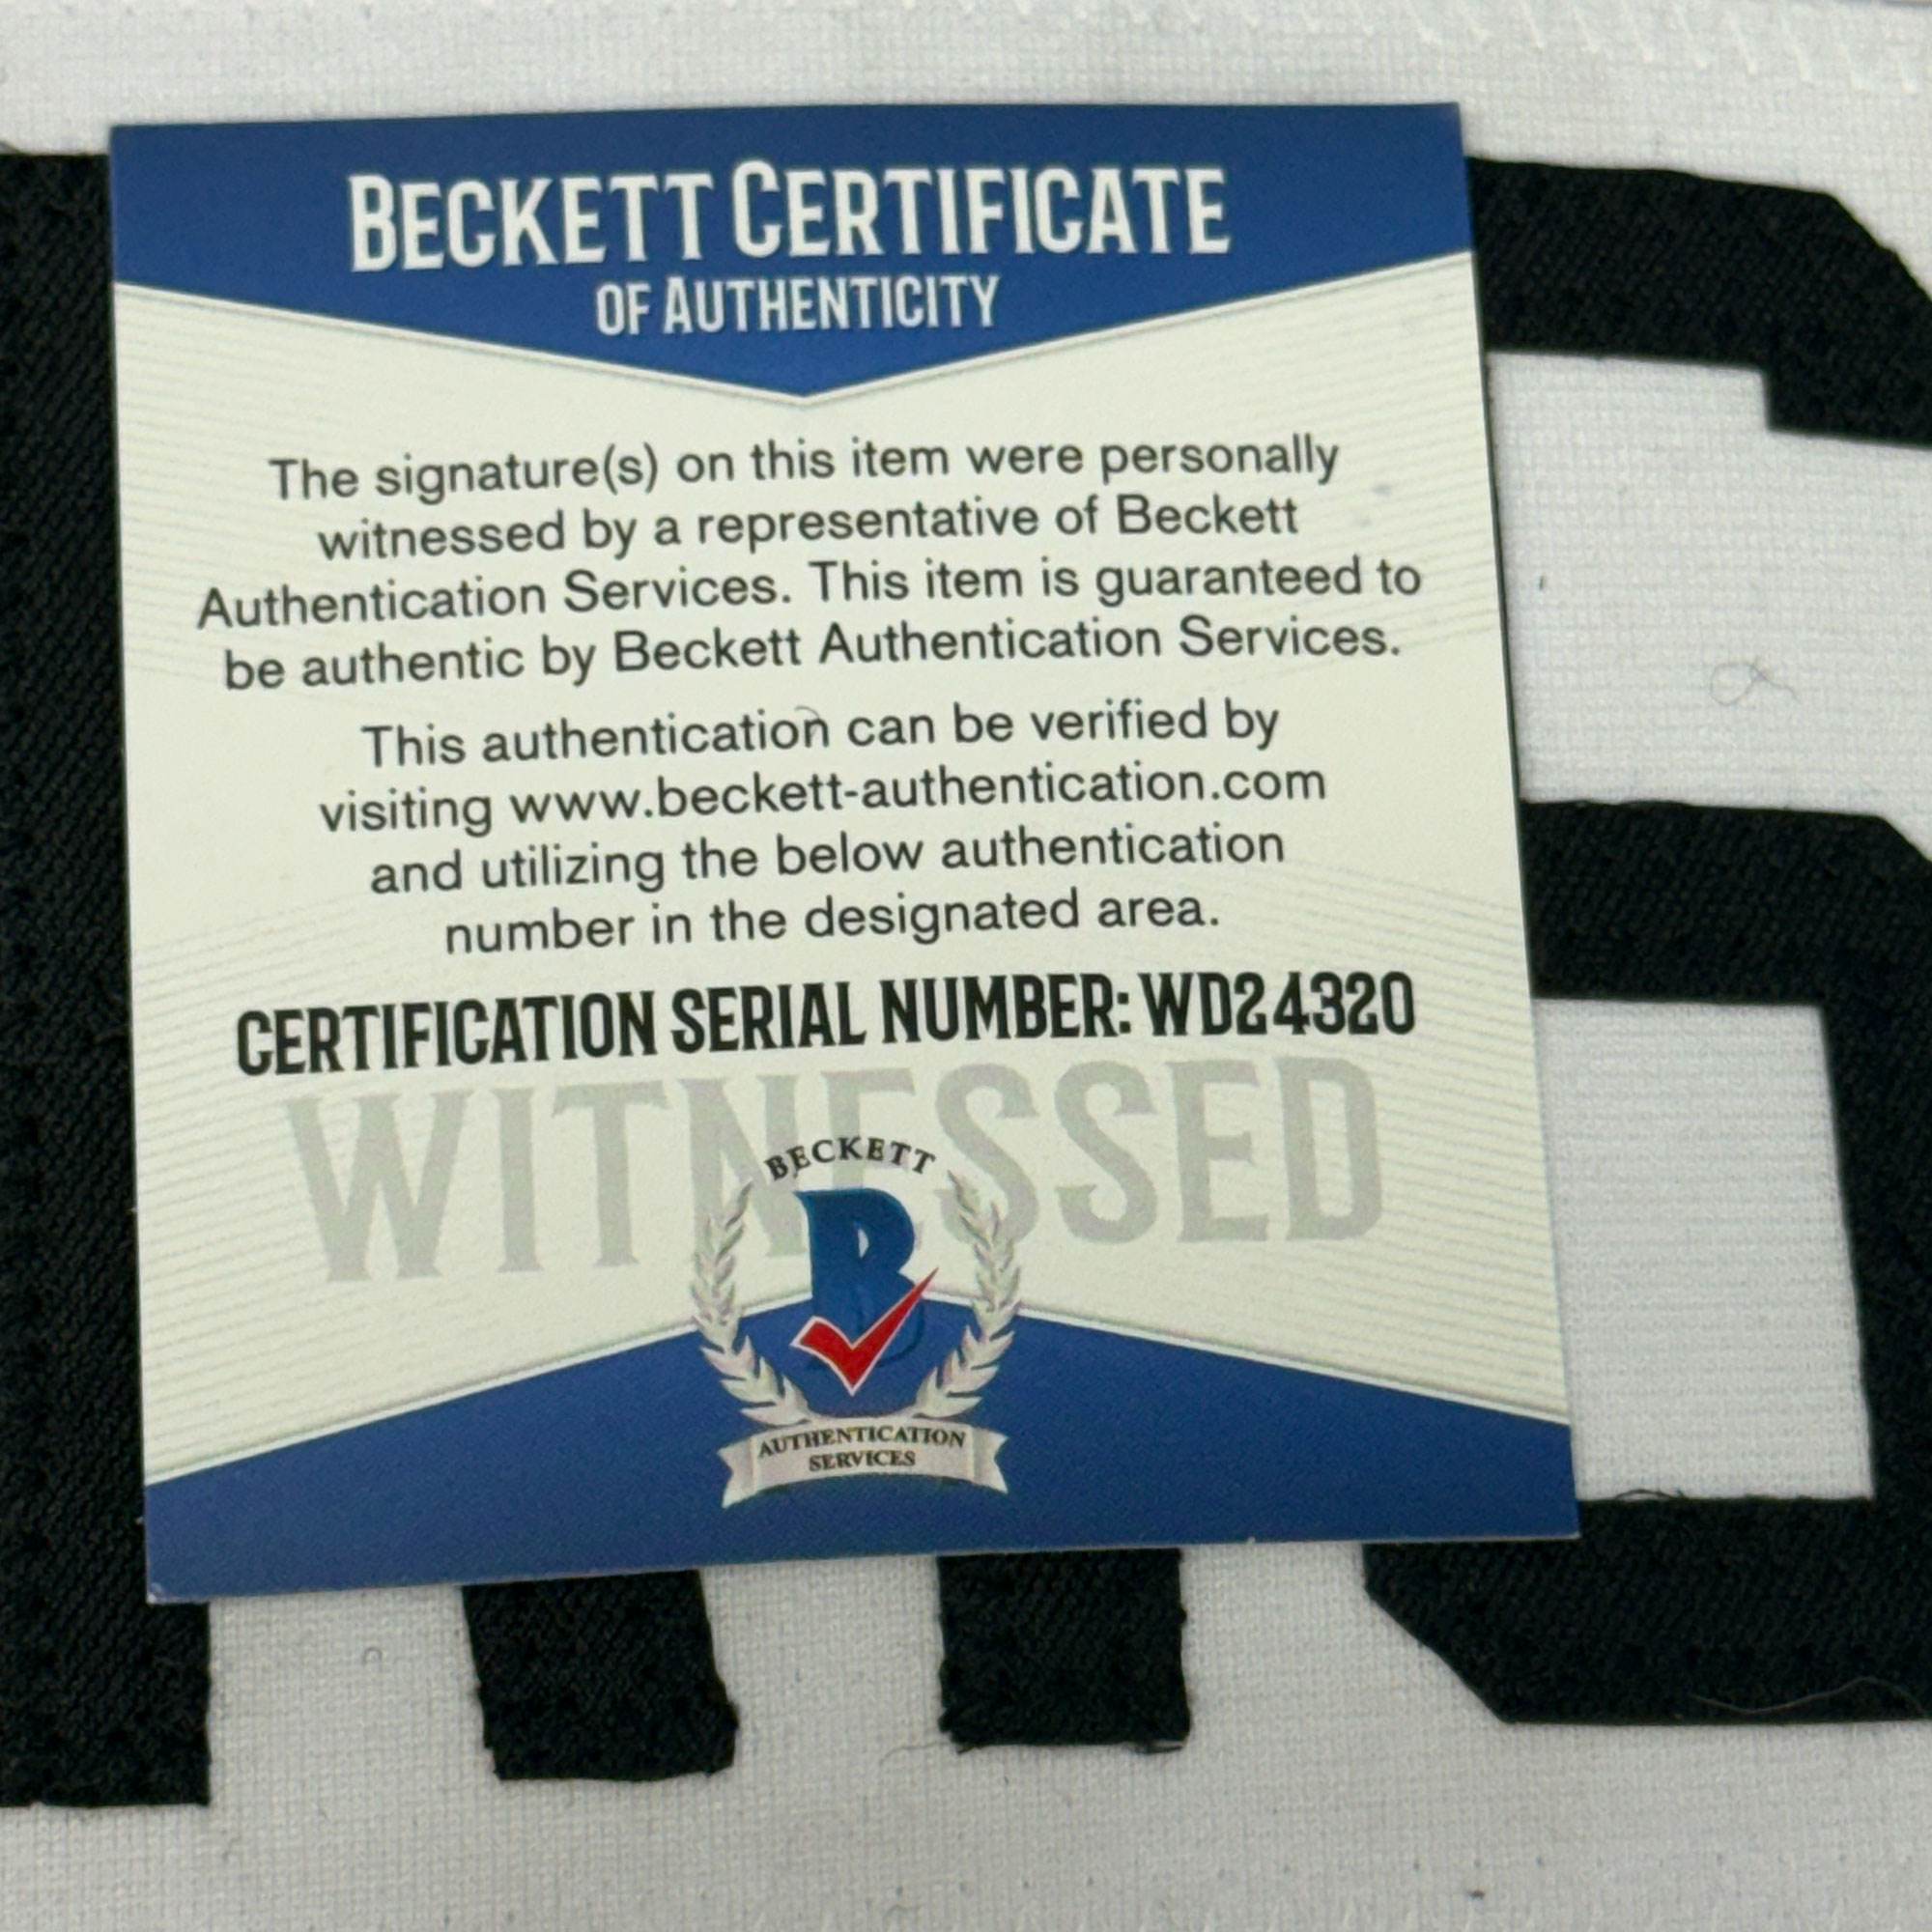 BECKETT CERTIFICATE
OF AUTHENTICITY
The signature(s) on this item were personally
witnessed by a representative of Beckett
Authentication Services. This item is guaranteed to
be authentic by Beckett Authentication Services.
This authentication can be verified by
visiting www.beckett-authentication.com
and utilizing the below authentication
number in the designated area.
CERTIFICATION SERIAL NUMBER: WD24320
WITNESSED
BECKETT
B
AUTHENTICATION
SERVICES